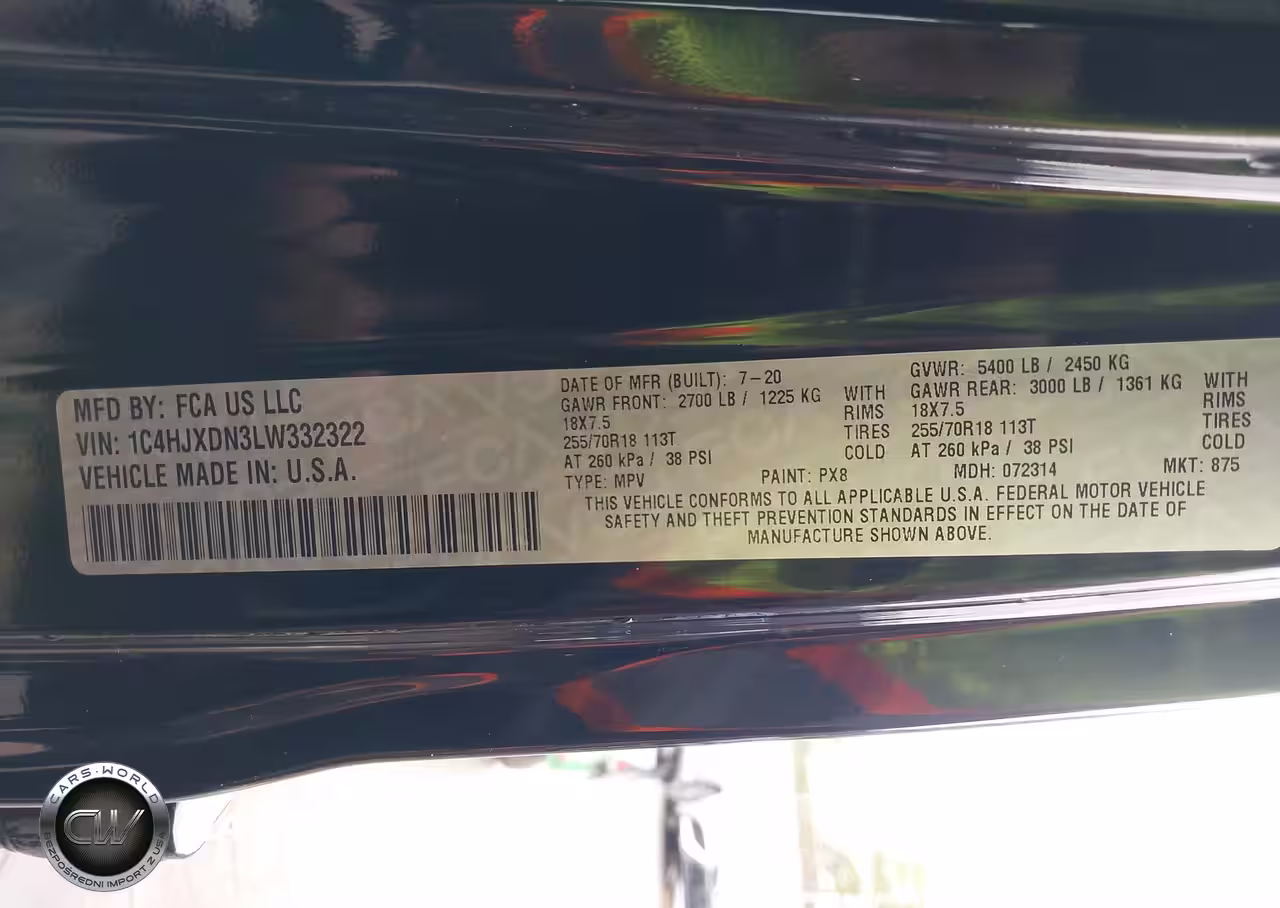 MFD BY: FCA US LLC
VIN: 1C4HJXDN3LW332322
VEHICLE MADE IN: U.S.A.
DATE OF MFR (BUILT): 7-20
GAWR FRONT: 2700 LB / 1225 KG
18X7.5
255/70R18 113T
AT 260 kPa / 38 PSI
WITH
RIMS
TIRES
COLD
GVWR: 5400 LB / 2450 KG
GAWR REAR: 3000 LB / 1361 KG
18X7.5
255/70R18 113T
AT 260 kPa / 38 PSI
WITH
RIMS
TIRES
COLD
TYPE: MPV PAINT: PX8 MDH: 072314 MKT: 875
THIS VEHICLE CONFORMS TO ALL APPLICABLE U.S.A. FEDERAL MOTOR VEHICLE
SAFETY AND THEFT PREVENTION STANDARDS IN EFFECT ON THE DATE OF
MANUFACTURE SHOWN ABOVE.
CARS-WORLD
CW
BEZPOŚREDNI IMPORT Z USA